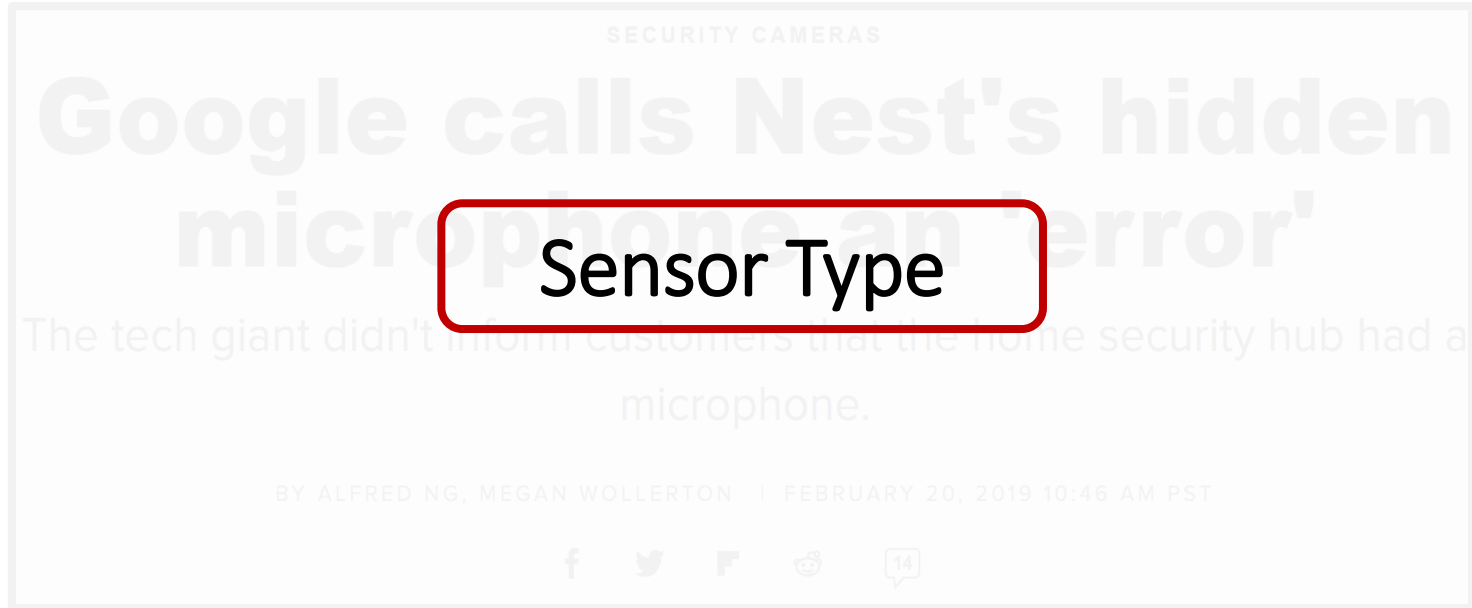 SECURITY CAMERAS
Google calls Nest's hidden
microphone an 'error'
Sensor Type
The tech giant didn't inform customers that the home security hub had a
microphone.
BY ALFRED NG, MEGAN WOLLERTON | FEBRUARY 20, 2019 10:46 AM PST
14